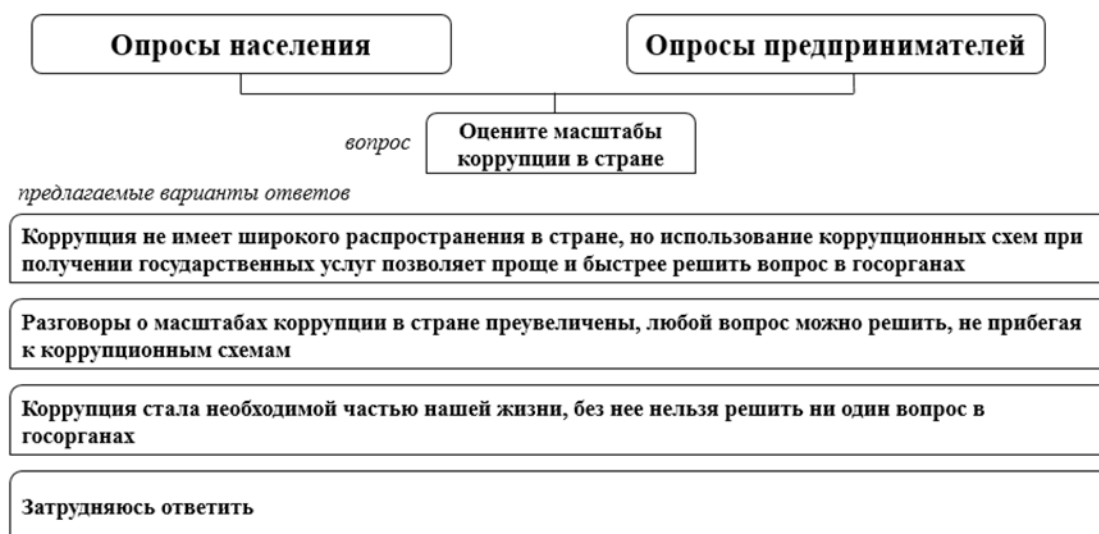 Опросы населения
Опросы предпринимателей
вопрос
Оцените масштабы
коррупции в стране
предлагаемые варианты ответов
Коррупция не имеет широкого распространения в стране, но использование коррупционных схем при
получении государственных услуг позволяет проще и быстрее решить вопрос в госорганах
Разговоры о масштабах коррупции в стране преувеличены, любой вопрос можно решить, не прибегая
к коррупционным схемам
Коррупция стала необходимой частью нашей жизни, без нее нельзя решить ни один вопрос в
госорганах
Затрудняюсь ответить